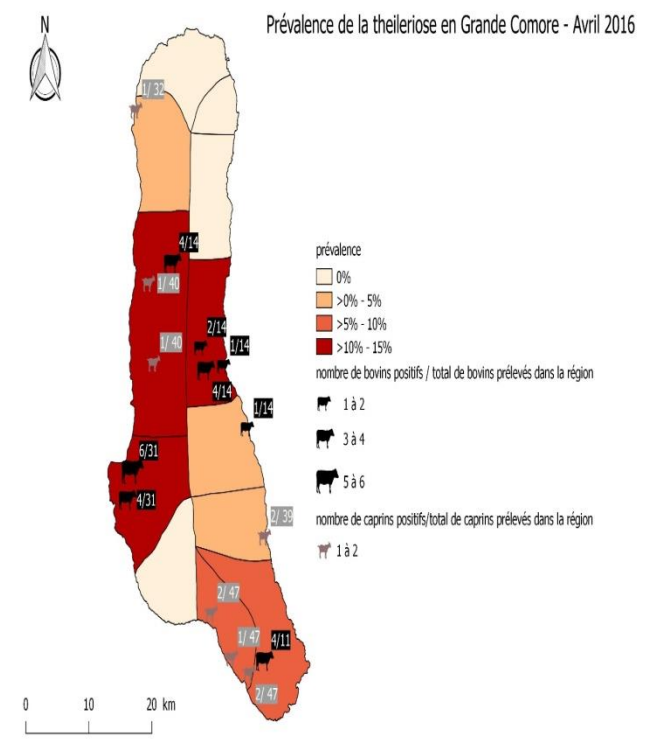 Prévalence de la theileriose en Grande Comore - Avril 2016
N
1/ 32
4/14
1/ 40
1/ 40
2/14
1/14
4/14
1/14
6/31
4/31
2/ 39
2/ 47
1/ 47
4/11
2/ 47
prévalence
0%
>0% - 5%
>5% - 10%
>10% - 15%
nombre de bovins positifs / total de bovins prélevés dans la région
1 à 2
3 à 4
5 à 6
nombre de caprins positifs/total de caprins prélevés dans la région
1 à 2
0 10 20 km